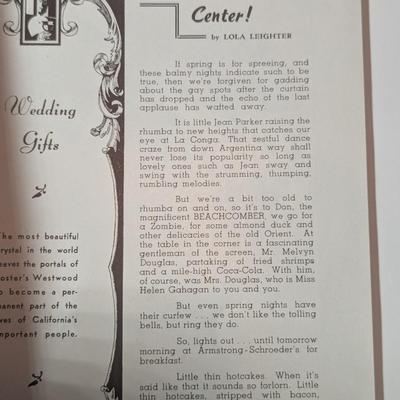 Center!
by LOLA LEIGHTER
If spring is for spreeing, and
these balmy nights indicate such to be
true, then we're for gadding
about the gay spots after the curtain
has dropped and the echo of the last
applause has wafted away.
It is little Jean Parker raising the
rhumba to new heights that catches our
eye at La Conga. That zestful dance
craze from down Argentina way shall
never lose its popularity so long as
lovely ones such as Jean sway and
swing with the strumming, thumping,
rumbling melodies.
But we're a bit too old to
rhumba on and on, so it's to Don, the
magnificent BEACHCOMBER, we go for
a Zombie, for some almond duck and
other delicacies of the old Orient. At
the table in the corner is a fascinating
gentleman of the screen, Mr. Melvyn
Douglas, partaking of fried shrimps
and a mile-high Coca-Cola. With him,
of course, was Mrs. Douglas, who is Miss
Helen Gahagan to you and you.
But even spring nights have
their curfew . . . we don't like the tolling
bells, but ring they do.
So, lights out . . . until tomorrow
morning at Armstrong-Schroeder's for
breakfast.
Little thin hotcakes. When it's
said like that it sounds so forlorn. Little
thin hotcakes, stripped with bacon,
Wedding
Gifts
The most beautiful
crystal in the world
leaves the portals of
oster's Westwood
o become a per-
manent part of the
ves of California's
mportant people.